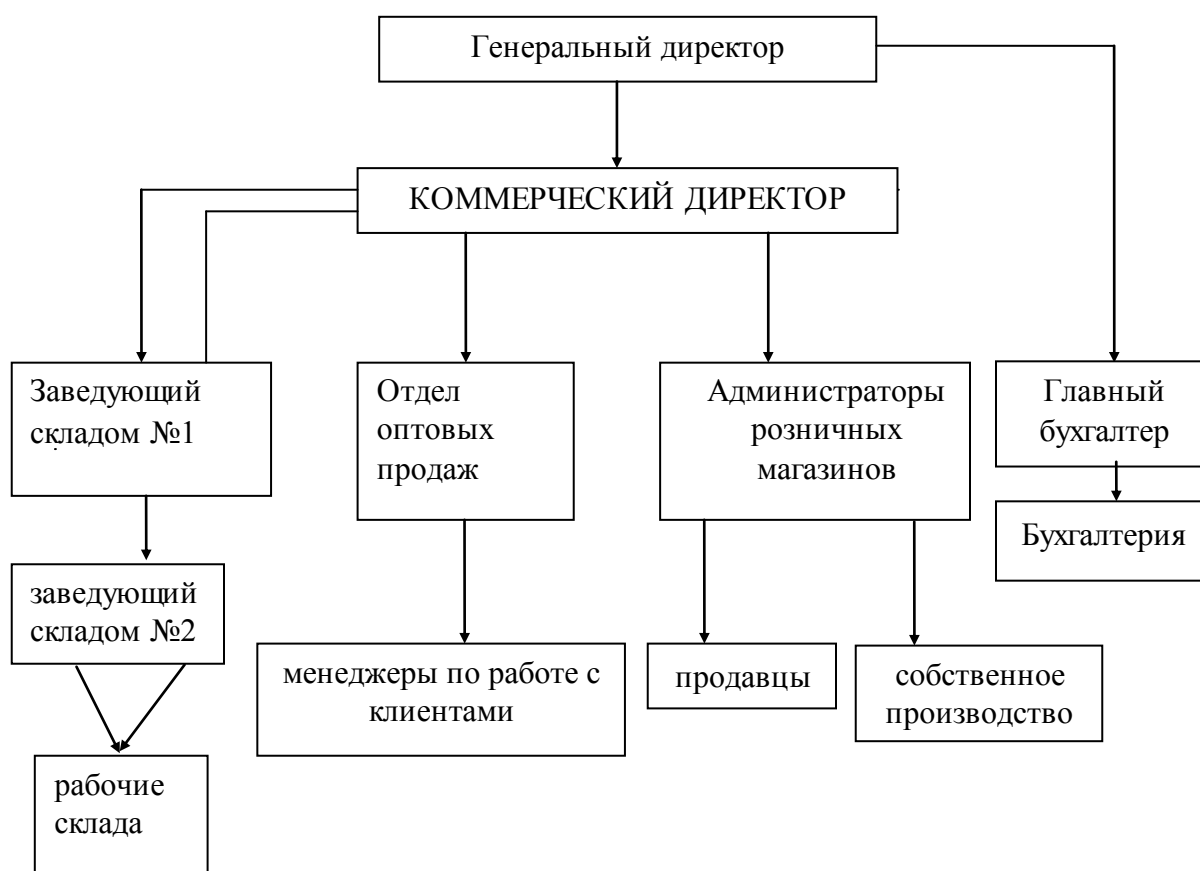 Генеральный директор
КОММЕРЧЕСКИЙ ДИРЕКТОР
Заведующий
складом №1
Отдел
оптовых
продаж
Администраторы
розничных
магазинов
Главный
бухгалтер
Бухгалтерия
заведующий
складом №2
менеджеры по работе с
клиентами
продавцы
собственное
производство
рабочие
склада